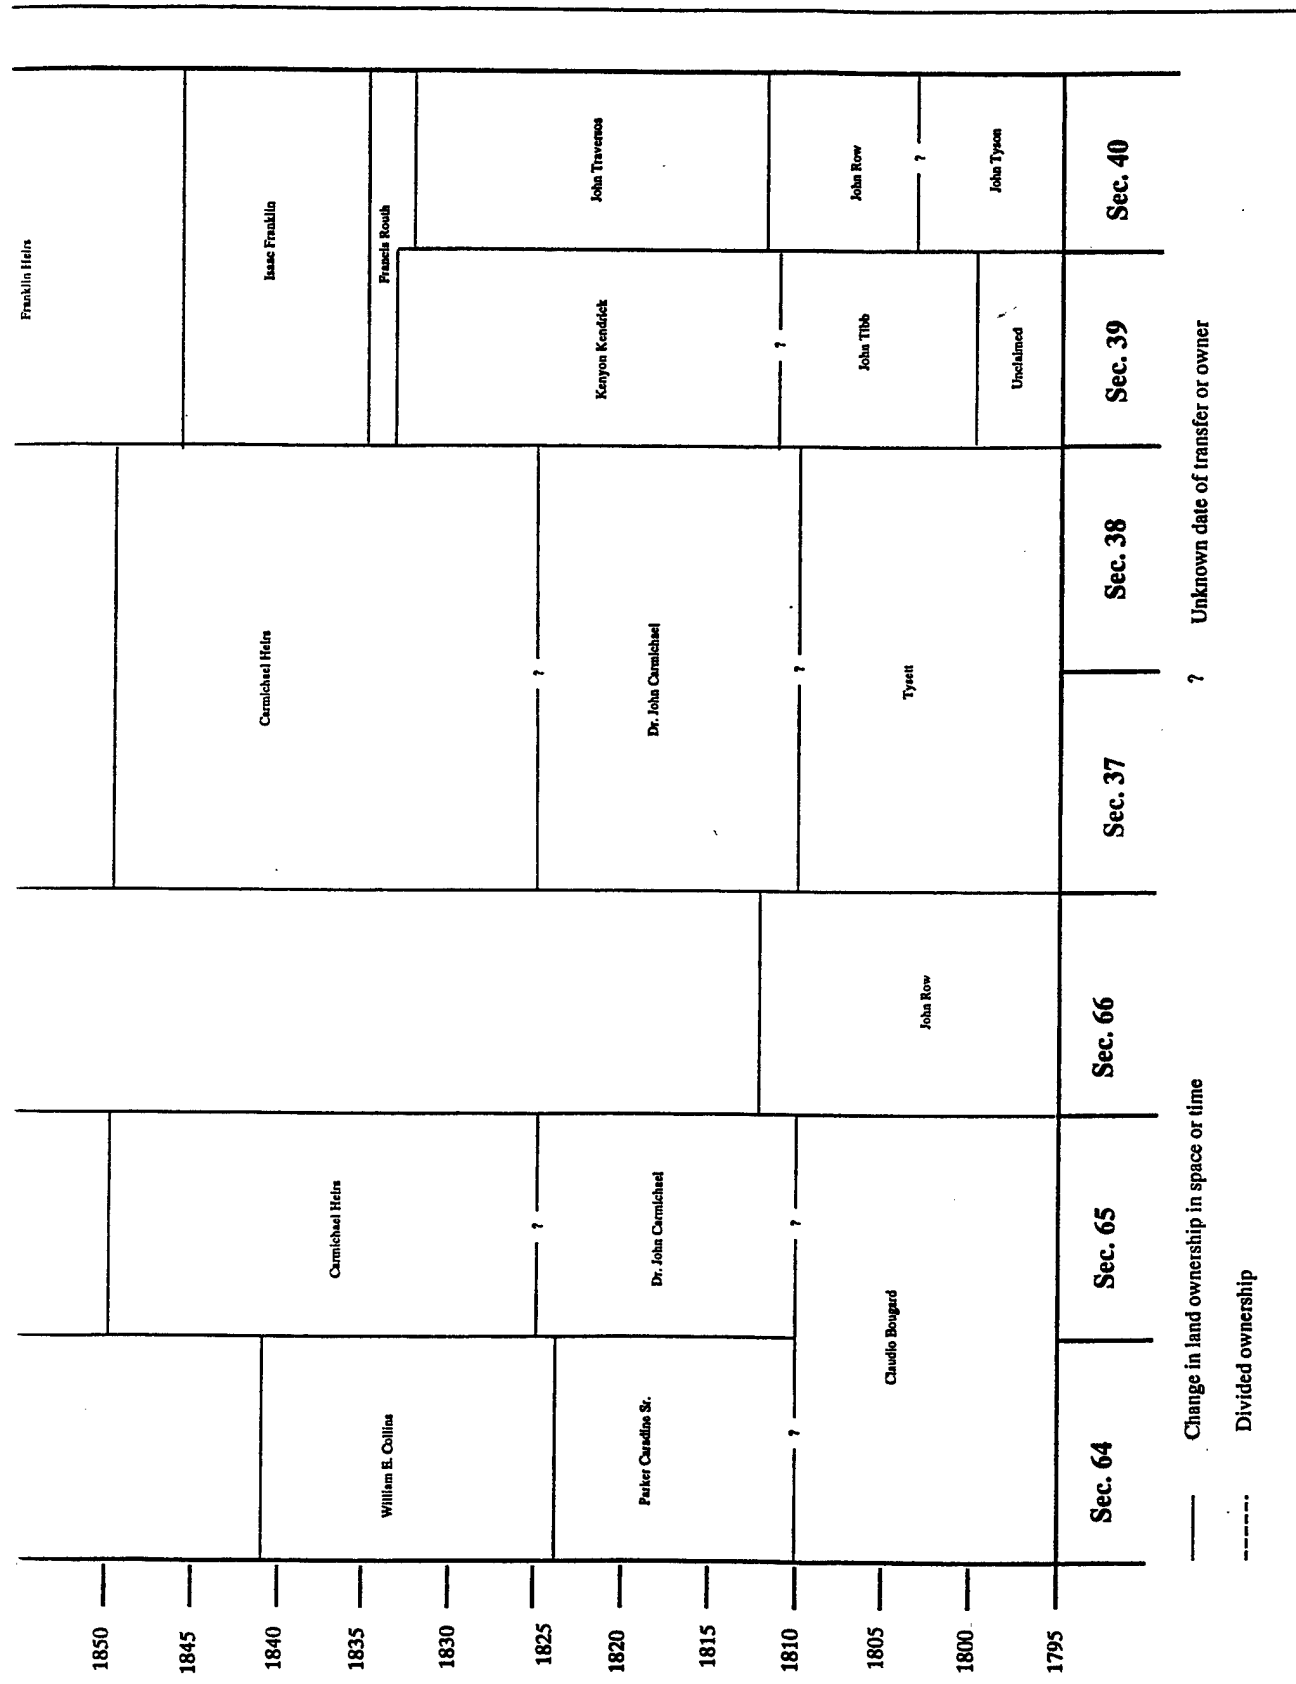 Franklin Heirs
Isaac Franklin
Francis Routh
John Traversos
John Row
?
John Tyson
Kenyon Kendrick
?
John Tibb
Unclaimed
Carmichael Heirs
?
Dr. John Carmichael
?
Tysett
John Row
Carmichael Heirs
?
Dr. John Carmichael
?
Claudio Bougard
William E. Collins
Parker Caradine Sr.
?
1850
1845
1840
1835
1830
1825
1820
1815
1810
1805
1800
1795
Sec. 64
Sec. 65
Sec. 66
Sec. 37
Sec. 38
Sec. 39
Sec. 40
Change in land ownership in space or time
? Unknown date of transfer or owner
Divided ownership